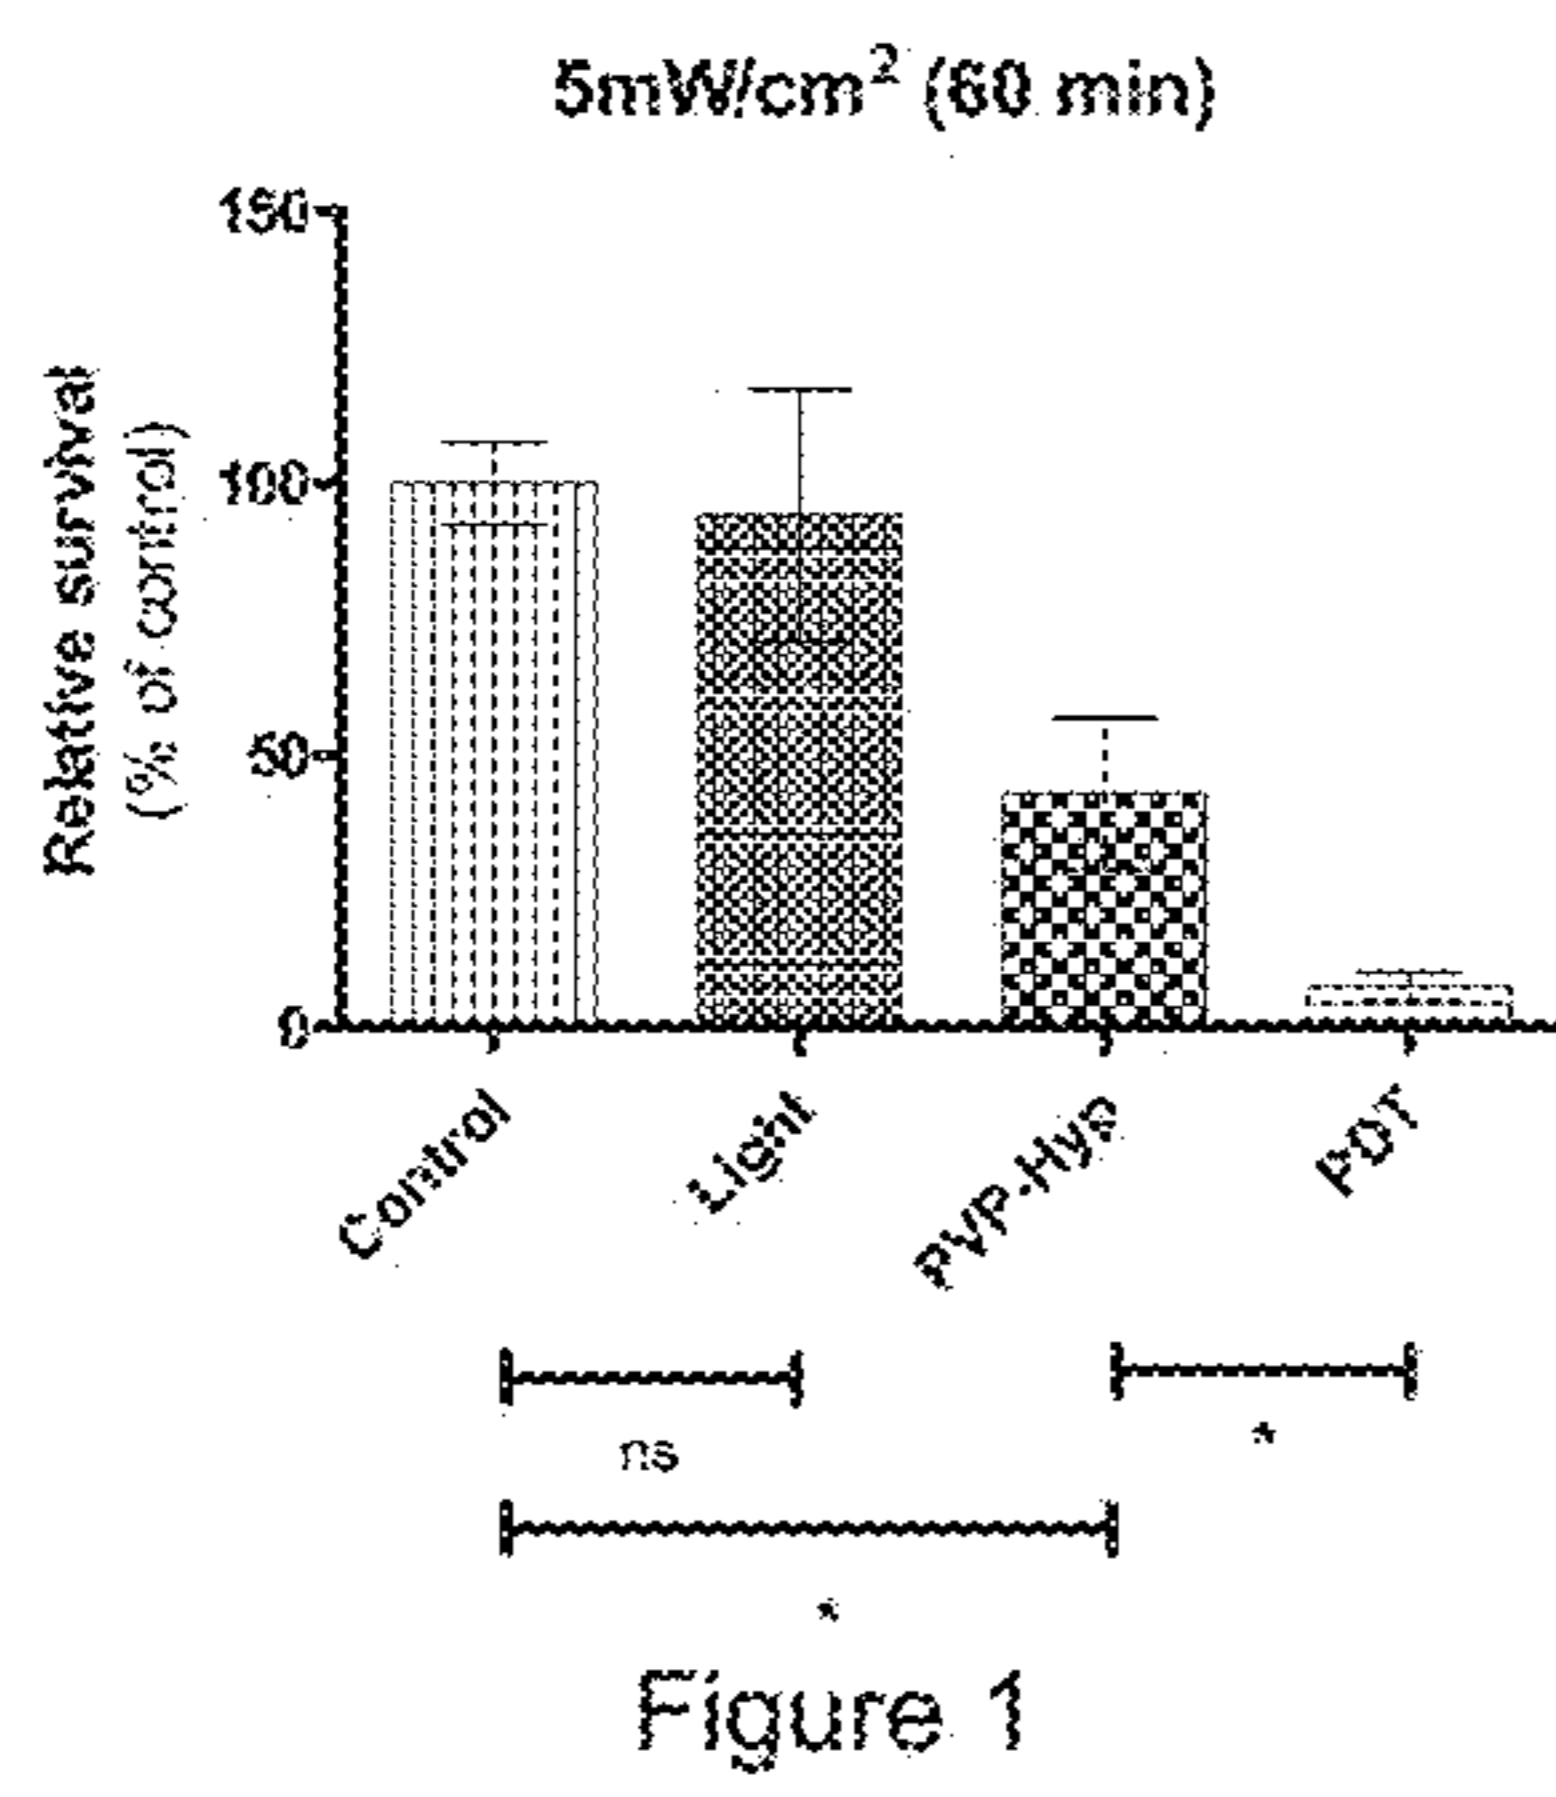 5mW/cm² (60 min)
Relative survival
(% of control)
150
100
50
0
Control
Light
PVP-Hyp
PDT
ns
*
*
Figure 1